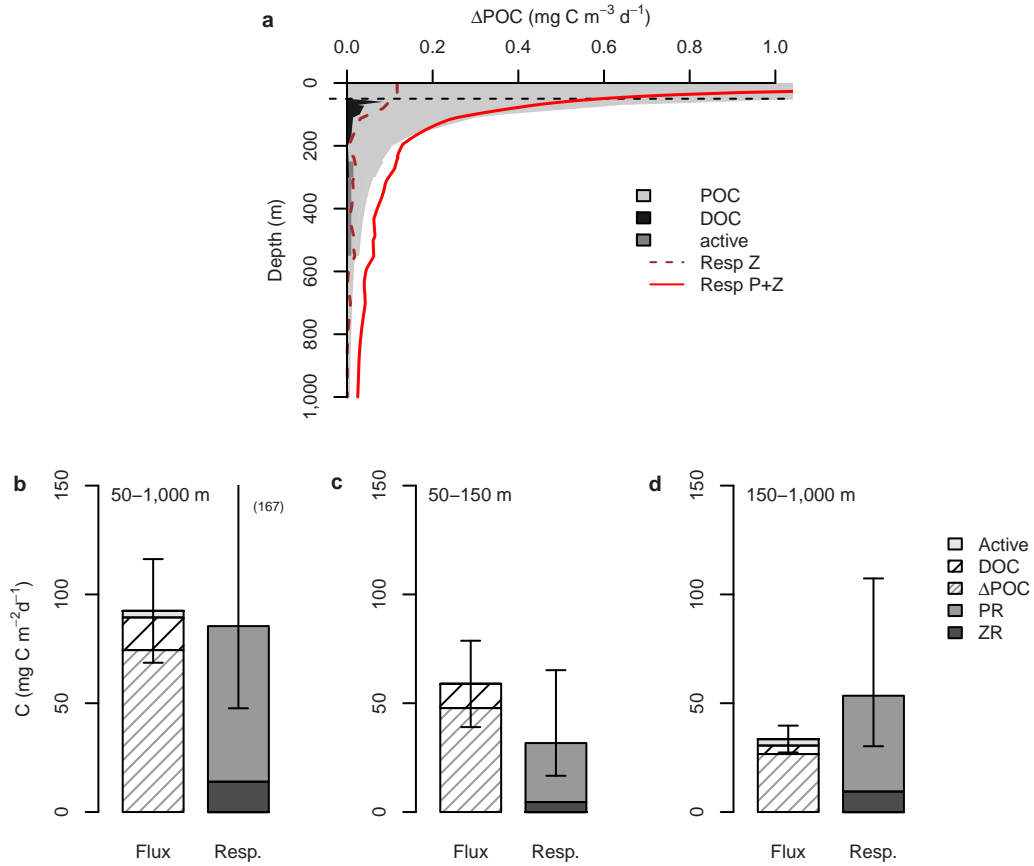 a
ΔPOC (mg C m⁻³ d⁻¹)
0.0 0.2 0.4 0.6 0.8 1.0
Depth (m)
0
200
400
600
800
1,000
POC
DOC
active
Resp Z
Resp P+Z
b
50−1,000 m
(167)
C (mg C m⁻²d⁻¹)
150
100
50
0
Flux Resp.
c
50−150 m
150
100
50
0
Flux Resp.
d
150−1,000 m
150
100
50
0
Flux Resp.
Active
DOC
ΔPOC
PR
ZR